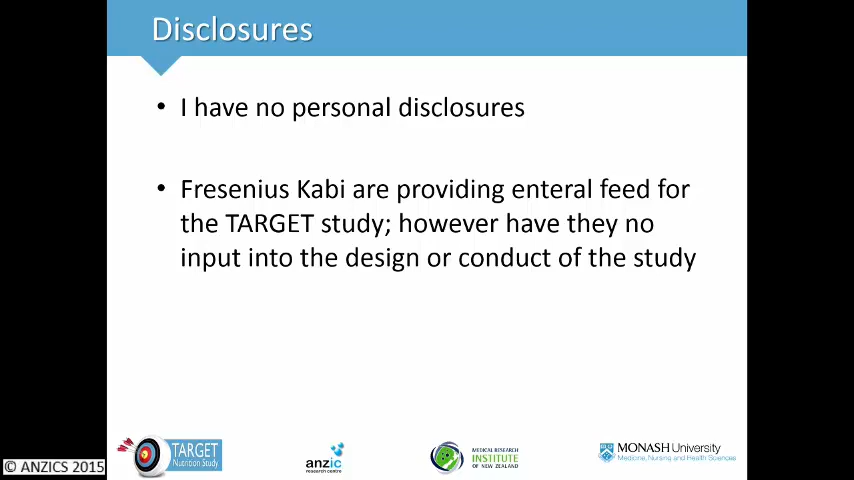 Disclosures
• I have no personal disclosures
• Fresenius Kabi are providing enteral feed for
the TARGET study; however have they no
input into the design or conduct of the study
TARGET
Nutrition Study
anzic
research centre
MEDICAL RESEARCH
INSTITUTE
OF NEW ZEALAND
MONASH University
Medicine, Nursing and Health Sciences
© ANZICS 2015